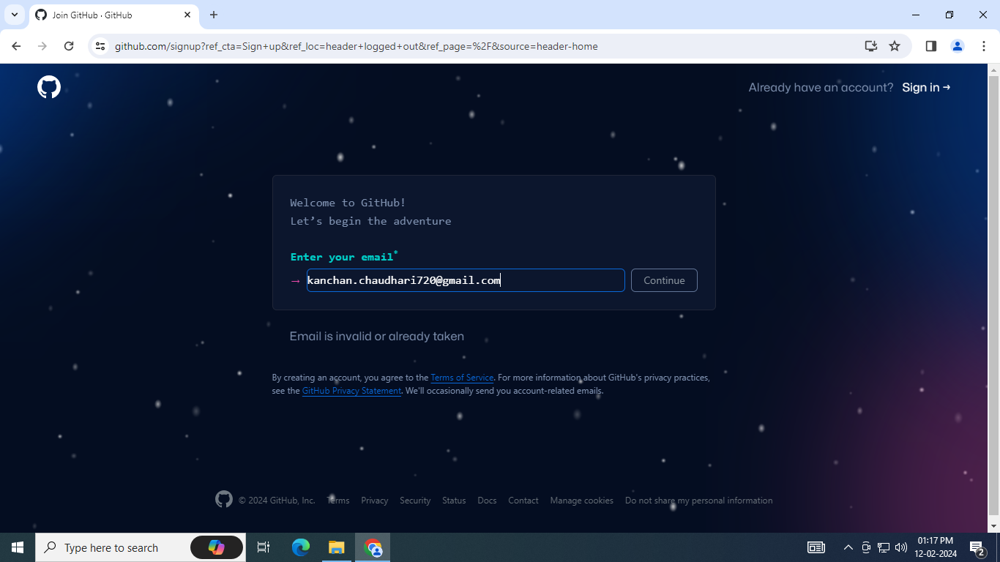 Join GitHub · GitHub
github.com/signup?ref_cta=Sign+up&ref_loc=header+logged+out&ref_page=%2F&source=header-home
Already have an account? Sign in →
Welcome to GitHub!
Let’s begin the adventure
Enter your email*
→ kanchan.chaudhari720@gmail.com Continue
Email is invalid or already taken
By creating an account, you agree to the Terms of Service. For more information about GitHub's privacy practices,
see the GitHub Privacy Statement. We'll occasionally send you account-related emails.
© 2024 GitHub, Inc. Terms Privacy Security Status Docs Contact Manage cookies Do not share my personal information
Type here to search
01:17 PM
12-02-2024
2